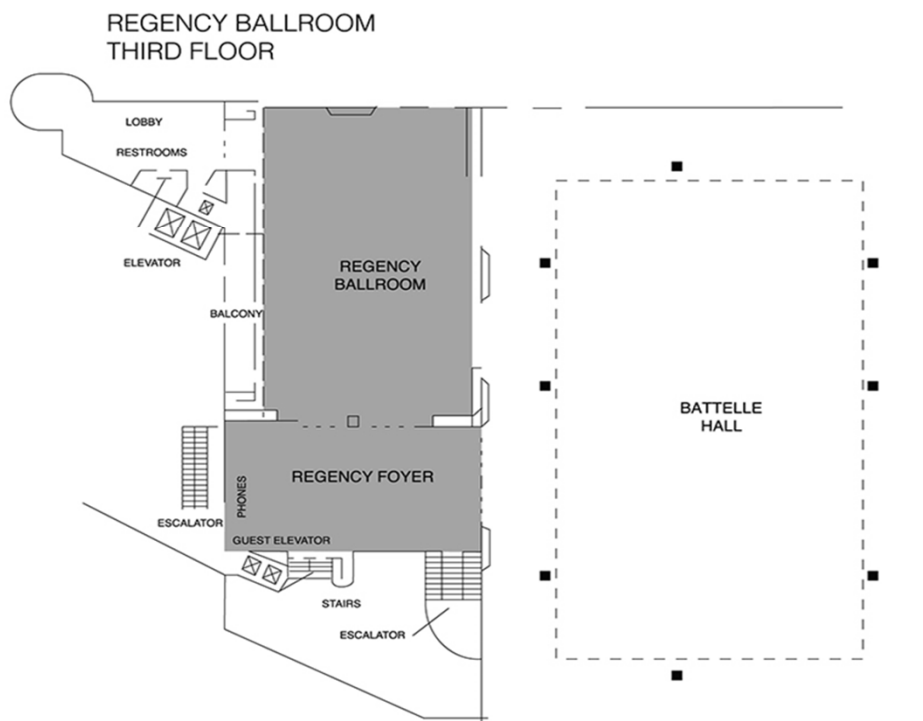 REGENCY BALLROOM
THIRD FLOOR
LOBBY
RESTROOMS
ELEVATOR
REGENCY
BALLROOM
BALCONY
BATTELLE
HALL
REGENCY FOYER
PHONES
ESCALATOR
GUEST ELEVATOR
STAIRS
ESCALATOR